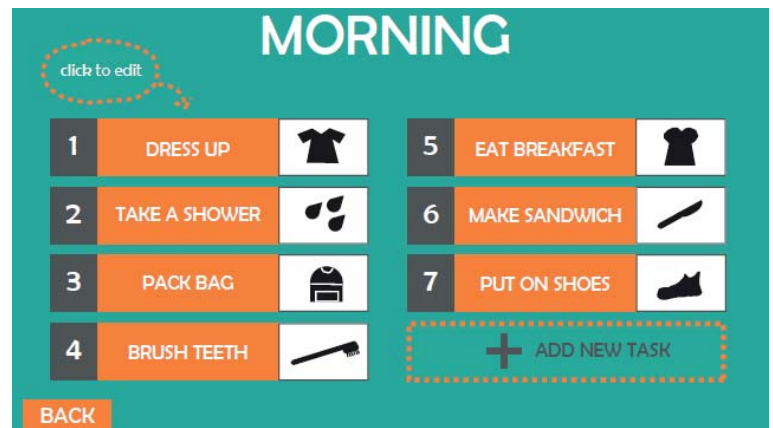 MORNING
click to edit
1 DRESS UP
2 TAKE A SHOWER
3 PACK BAG
4 BRUSH TEETH
5 EAT BREAKFAST
6 MAKE SANDWICH
7 PUT ON SHOES
ADD NEW TASK
BACK